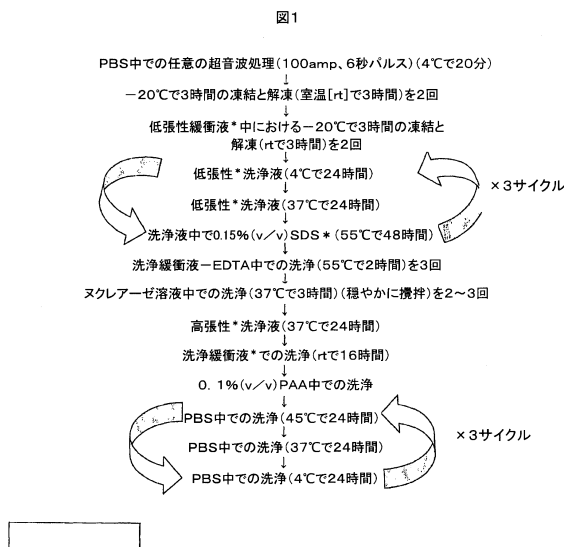 図1
PBS中での任意の超音波処理(100amp、6秒パルス)(4℃で20分)
↓
－20℃で3時間の凍結と解凍(室温[rt]で3時間)を2回
↓
低張性緩衝液*中における－20℃で3時間の凍結と
解凍(rtで3時間)を2回
↓
低張性*洗浄液(4℃で24時間)
↓
低張性*洗浄液(37℃で24時間)
↓
洗浄液中で0.15%(v/v)SDS*(55℃で48時間)
×3サイクル
↓
洗浄緩衝液－EDTA中での洗浄(55℃で2時間)を3回
↓
ヌクレアーゼ溶液中での洗浄(37℃で3時間)(穏やかに攪拌)を2～3回
↓
高張性*洗浄液(37℃で24時間)
↓
洗浄緩衝液*での洗浄(rtで16時間)
↓
0.1%(v/v)PAA中での洗浄
↓
PBS中での洗浄(45℃で24時間)
↓
PBS中での洗浄(37℃で24時間)
↓
PBS中での洗浄(4℃で24時間)
×3サイクル